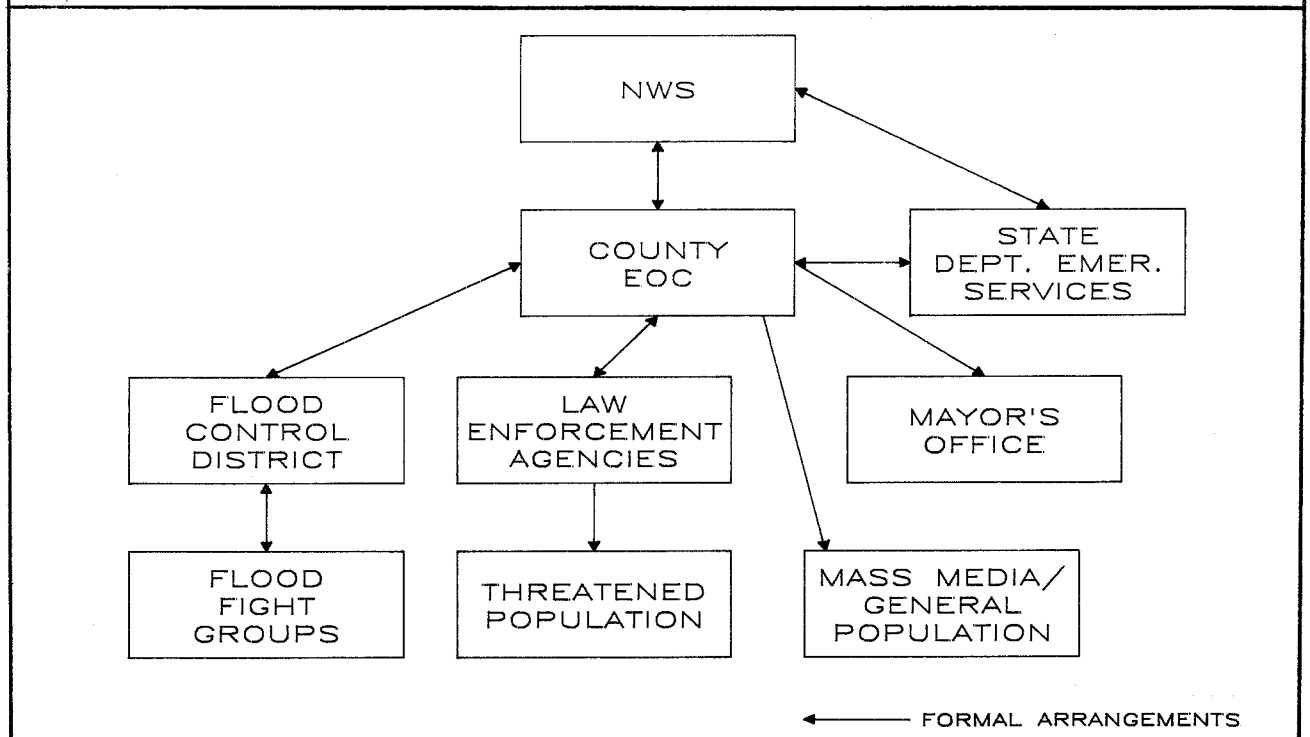 NWS
COUNTY
EOC
STATE
DEPT. EMER.
SERVICES
FLOOD
CONTROL
DISTRICT
LAW
ENFORCEMENT
AGENCIES
MAYOR'S
OFFICE
FLOOD
FIGHT
GROUPS
THREATENED
POPULATION
MASS MEDIA/
GENERAL
POPULATION
FORMAL ARRANGEMENTS